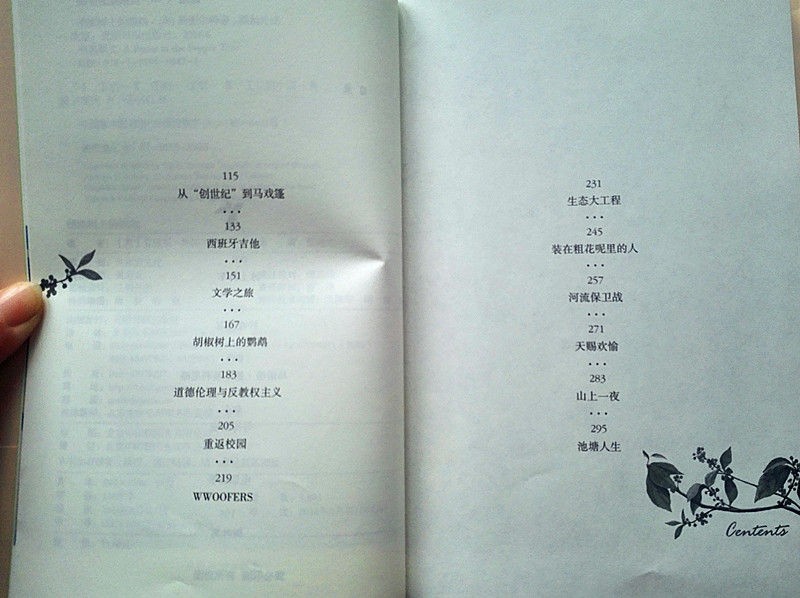 115
从“创世纪”到马戏篷
133
西班牙吉他
151
文学之旅
167
胡椒树上的鹦鹉
183
道德伦理与反教权主义
205
重返校园
219
WWOOFERS
231
生态大工程
245
装在粗花呢里的人
257
河流保卫战
271
天赐欢愉
283
山上一夜
295
池塘人生
Contents